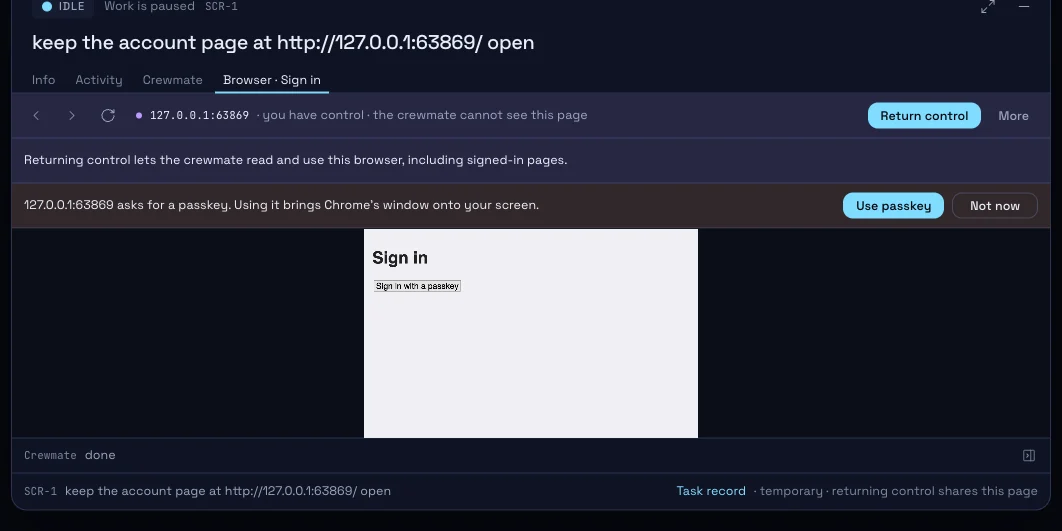 IDLE Work is paused SCR-1
keep the account page at http://127.0.0.1:63869/ open
Info Activity Crewmate Browser · Sign in
127.0.0.1:63869 · you have control · the crewmate cannot see this page Return control More
Returning control lets the crewmate read and use this browser, including signed-in pages.
127.0.0.1:63869 asks for a passkey. Using it brings Chrome's window onto your screen. Use passkey Not now
Sign in
Sign in with a passkey
Crewmate done
SCR-1 keep the account page at http://127.0.0.1:63869/ open Task record · temporary · returning control shares this page